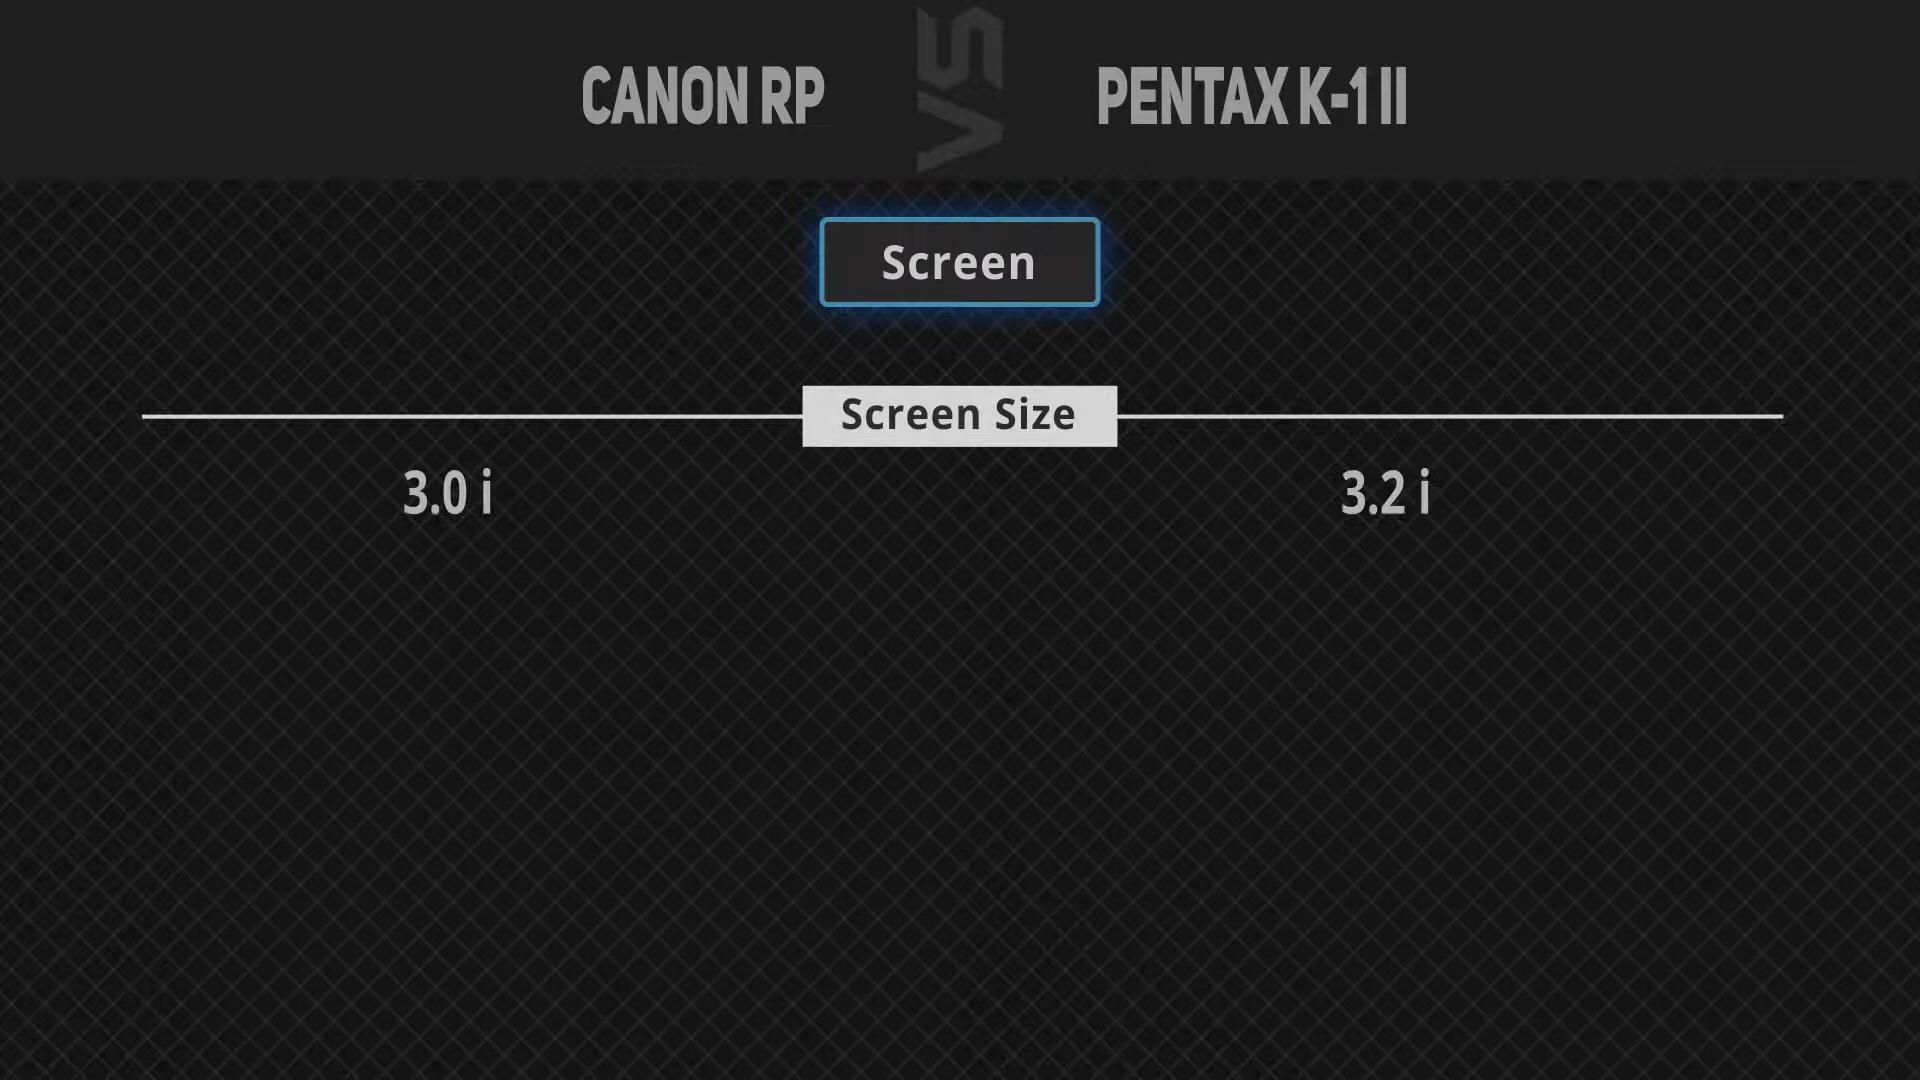 CANON RP VS PENTAX K-1 II
Screen
Screen Size
3.0 i 3.2 i